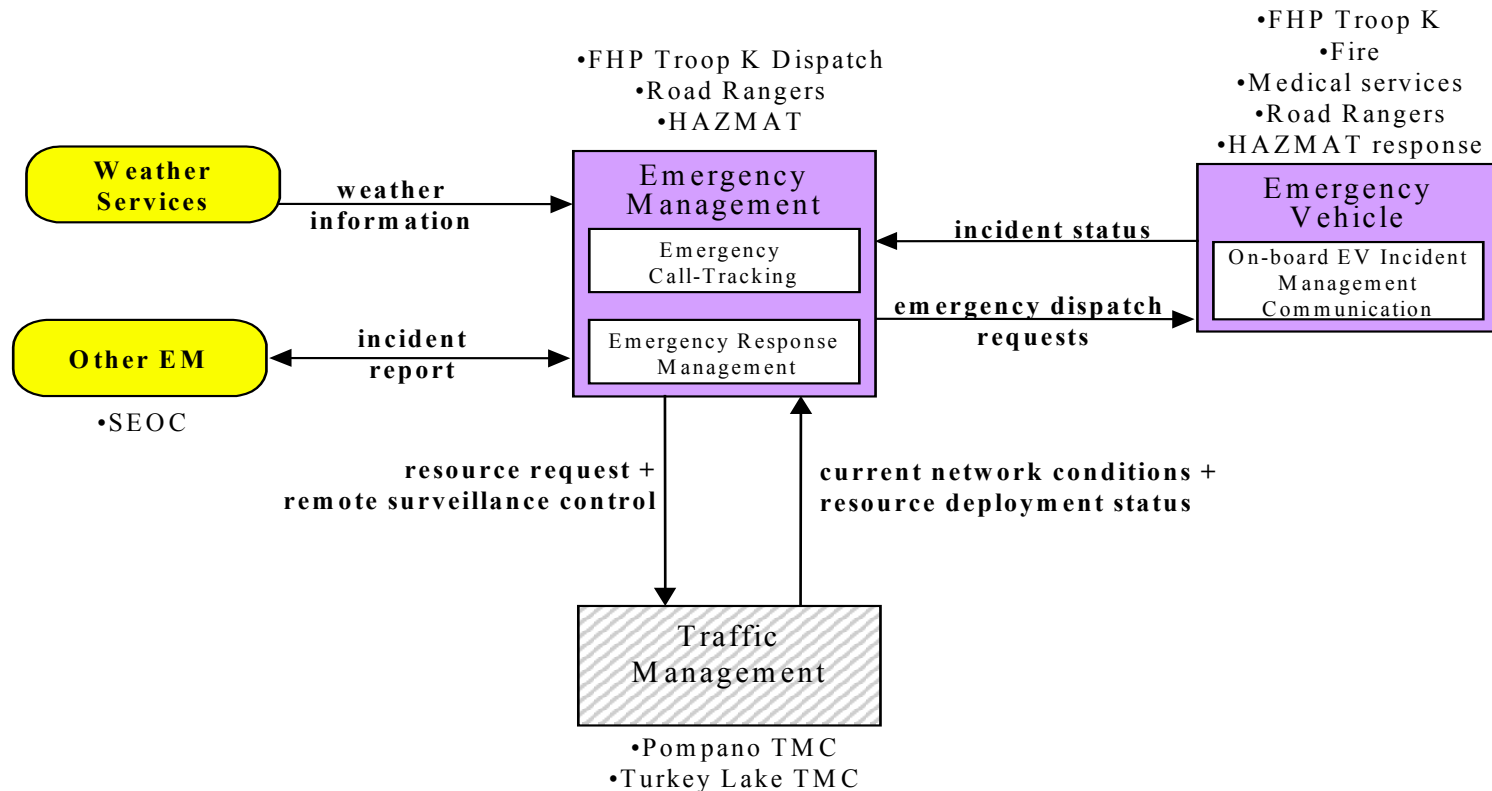 •FHP Troop K
•Fire
•Medical services
•Road Rangers
•HAZMAT response
•FHP Troop K Dispatch
•Road Rangers
•HAZMAT
Weather
Services
weather
information
Emergency
Management
Emergency
Call-Tracking
Emergency Response
Management
incident status
emergency dispatch
requests
Emergency
Vehicle
On-board EV Incident
Management
Communication
Other EM
•SEOC
incident
report
resource request +
remote surveillance control
current network conditions +
resource deployment status
Traffic
Management
•Pompano TMC
•Turkey Lake TMC